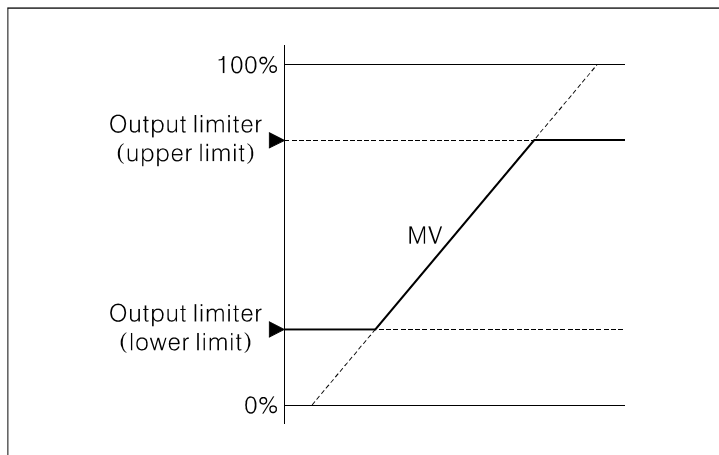 100%
Output limiter
(upper limit)
MV
Output limiter
(lower limit)
0%